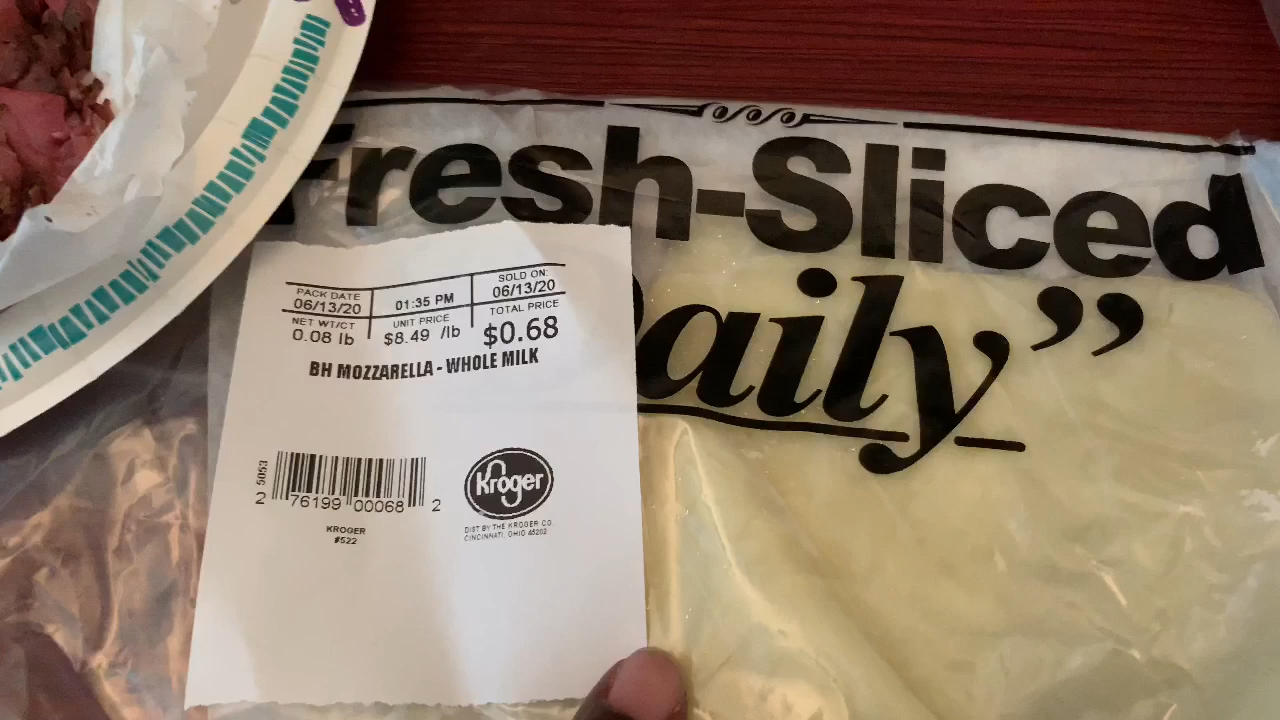 Fresh-Sliced
Daily”
PACK DATE
06/13/20
01:35 PM
SOLD ON:
06/13/20
NET WT/CT
0.08 lb
UNIT PRICE
$8.49 /lb
TOTAL PRICE
$0.68
BH MOZZARELLA - WHOLE MILK
5053
2 76199 00068 2
KROGER
#522
Kroger
DIST BY THE KROGER CO.
CINCINNATI, OHIO 45202